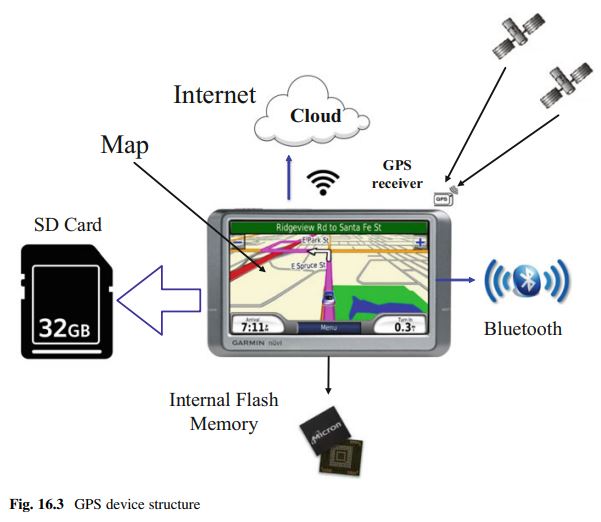 Internet
Cloud
Map
GPS
receiver
GPS
SD Card
32GB
Ridgeview Rd to Santa Fe St
E Park St
E Spruce St
Arrival
7:11
Menu
Turn In
0.3
GARMIN nüvi
Bluetooth
Internal Flash
Memory
Micron
Fig. 16.3 GPS device structure